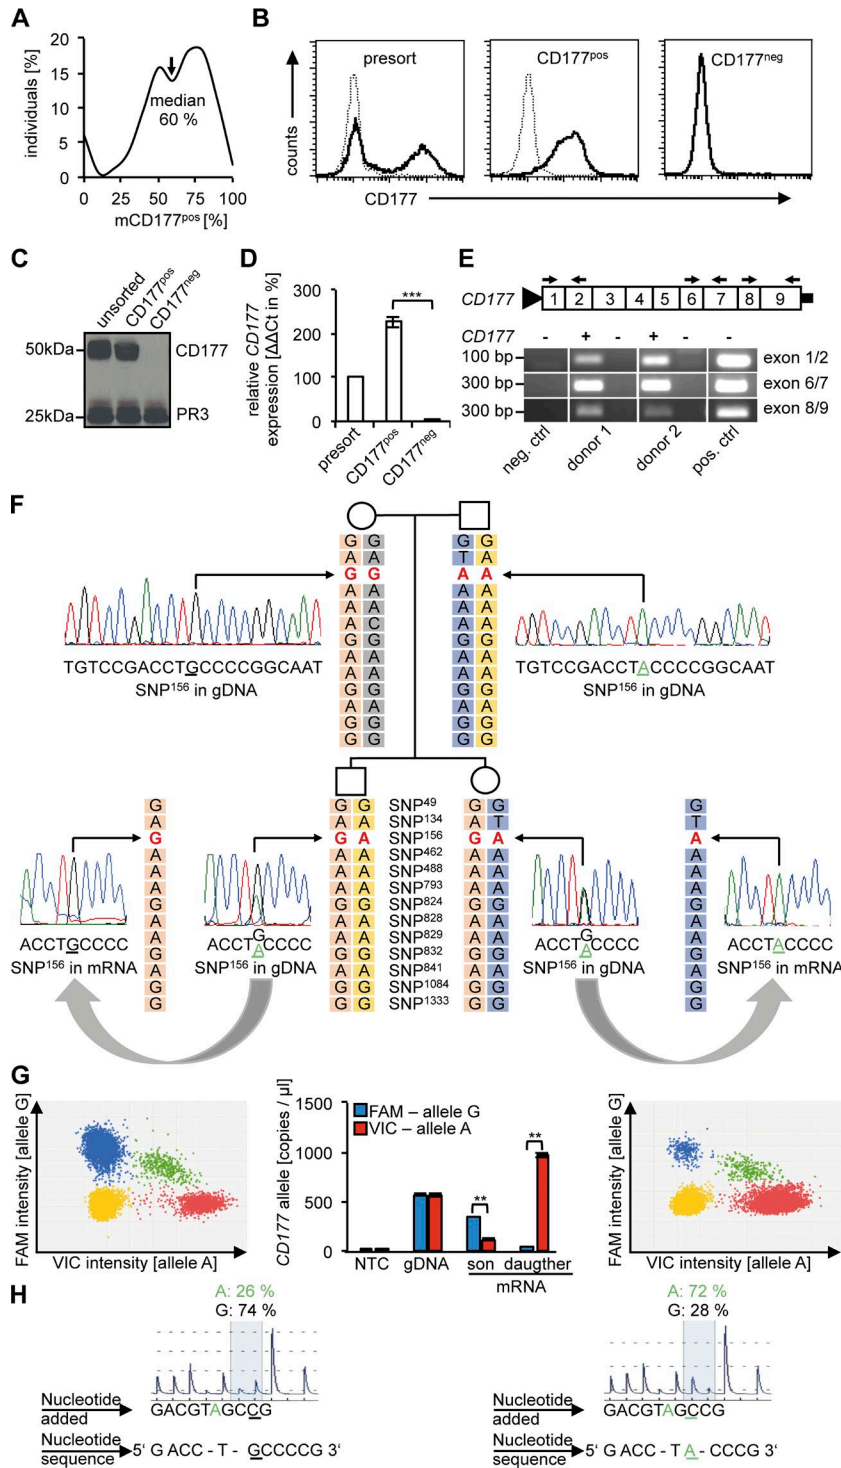 A
individuals [%]
20
15
10
5
0
median
60 %
0 25 50 75 100
mCD177pos [%]
B
counts
presort
CD177pos
CD177neg
CD177
C
unsorted
CD177pos
CD177neg
50kDa
CD177
25kDa
PR3
D
relative CD177
expression [ΔΔCt in %]
300
200
100
0
***
presort
CD177pos
CD177neg
E
CD177
1 2 3 4 5 6 7 8 9
CD177 - + - + - -
100 bp
exon 1/2
300 bp
exon 6/7
300 bp
exon 8/9
neg. ctrl
donor 1
donor 2
pos. ctrl
F
G G
A A
G G
A A
A A
A C
G G
A A
A A
G G
A A
G G
G G
G G
T A
A A
A A
A A
A A
G G
A A
A A
G G
A A
G G
G G
TGTCCGACCTGCCCCGGCAAT
SNP156 in gDNA
TGTCCGACCTACCCCGGCAAT
SNP156 in gDNA
G
A
G
A
A
A
G
A
A
G
A
G
G
G G SNP49 G G
A A SNP134 A T
G A SNP156 G A
A A SNP462 A A
A A SNP488 A A
A A SNP793 A A
G G SNP824 G G
A A SNP828 A A
A A SNP829 A A
G G SNP832 G G
A A SNP841 A A
G G SNP1084 G G
G G SNP1333 G G
G
T
A
A
A
A
G
A
A
G
A
G
G
ACCTGCCCC
SNP156 in mRNA
G
ACCTACCCC
SNP156 in gDNA
G
ACCTACCCC
SNP156 in gDNA
ACCTACCCC
SNP156 in mRNA
G
FAM intensity [allele G]
VIC intensity [allele A]
CD177 allele [copies / µl]
1500
1000
500
0
FAM – allele G
VIC – allele A
**
**
NTC gDNA son daugther
mRNA
FAM intensity [allele G]
VIC intensity [allele A]
H
A: 26 %
G: 74 %
Nucleotide
added
GACGTAGCCG
Nucleotide
sequence
5‘ G ACC - T - GCCCCG 3‘
A: 72 %
G: 28 %
Nucleotide
added
GACGTAGCCG
Nucleotide
sequence
5‘ G ACC - TA- CCCG 3‘